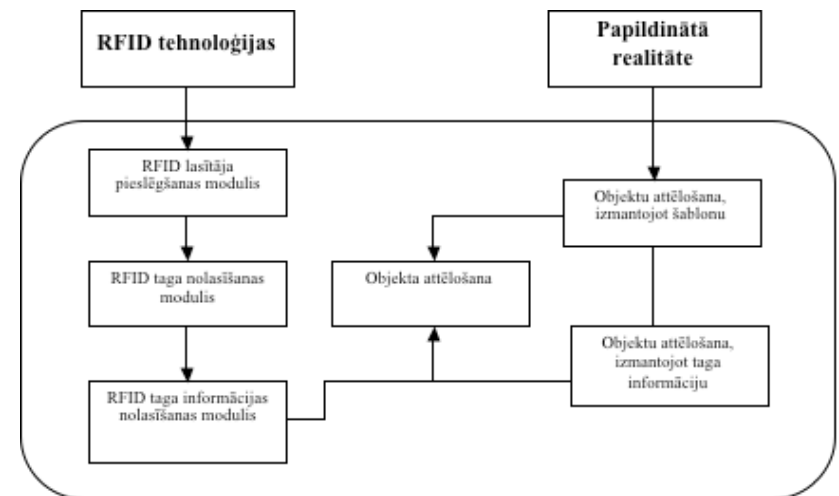 RFID tehnoloģijas
Papildinātā
realitāte
RFID lasītāja
pieslēgšanas modulis
Objektu attēlošana,
izmantojot šablonu
RFID taga nolasīšanas
modulis
Objekta attēlošana
Objektu attēlošana,
izmantojot taga
informāciju
RFID taga informācijas
nolasīšanas modulis